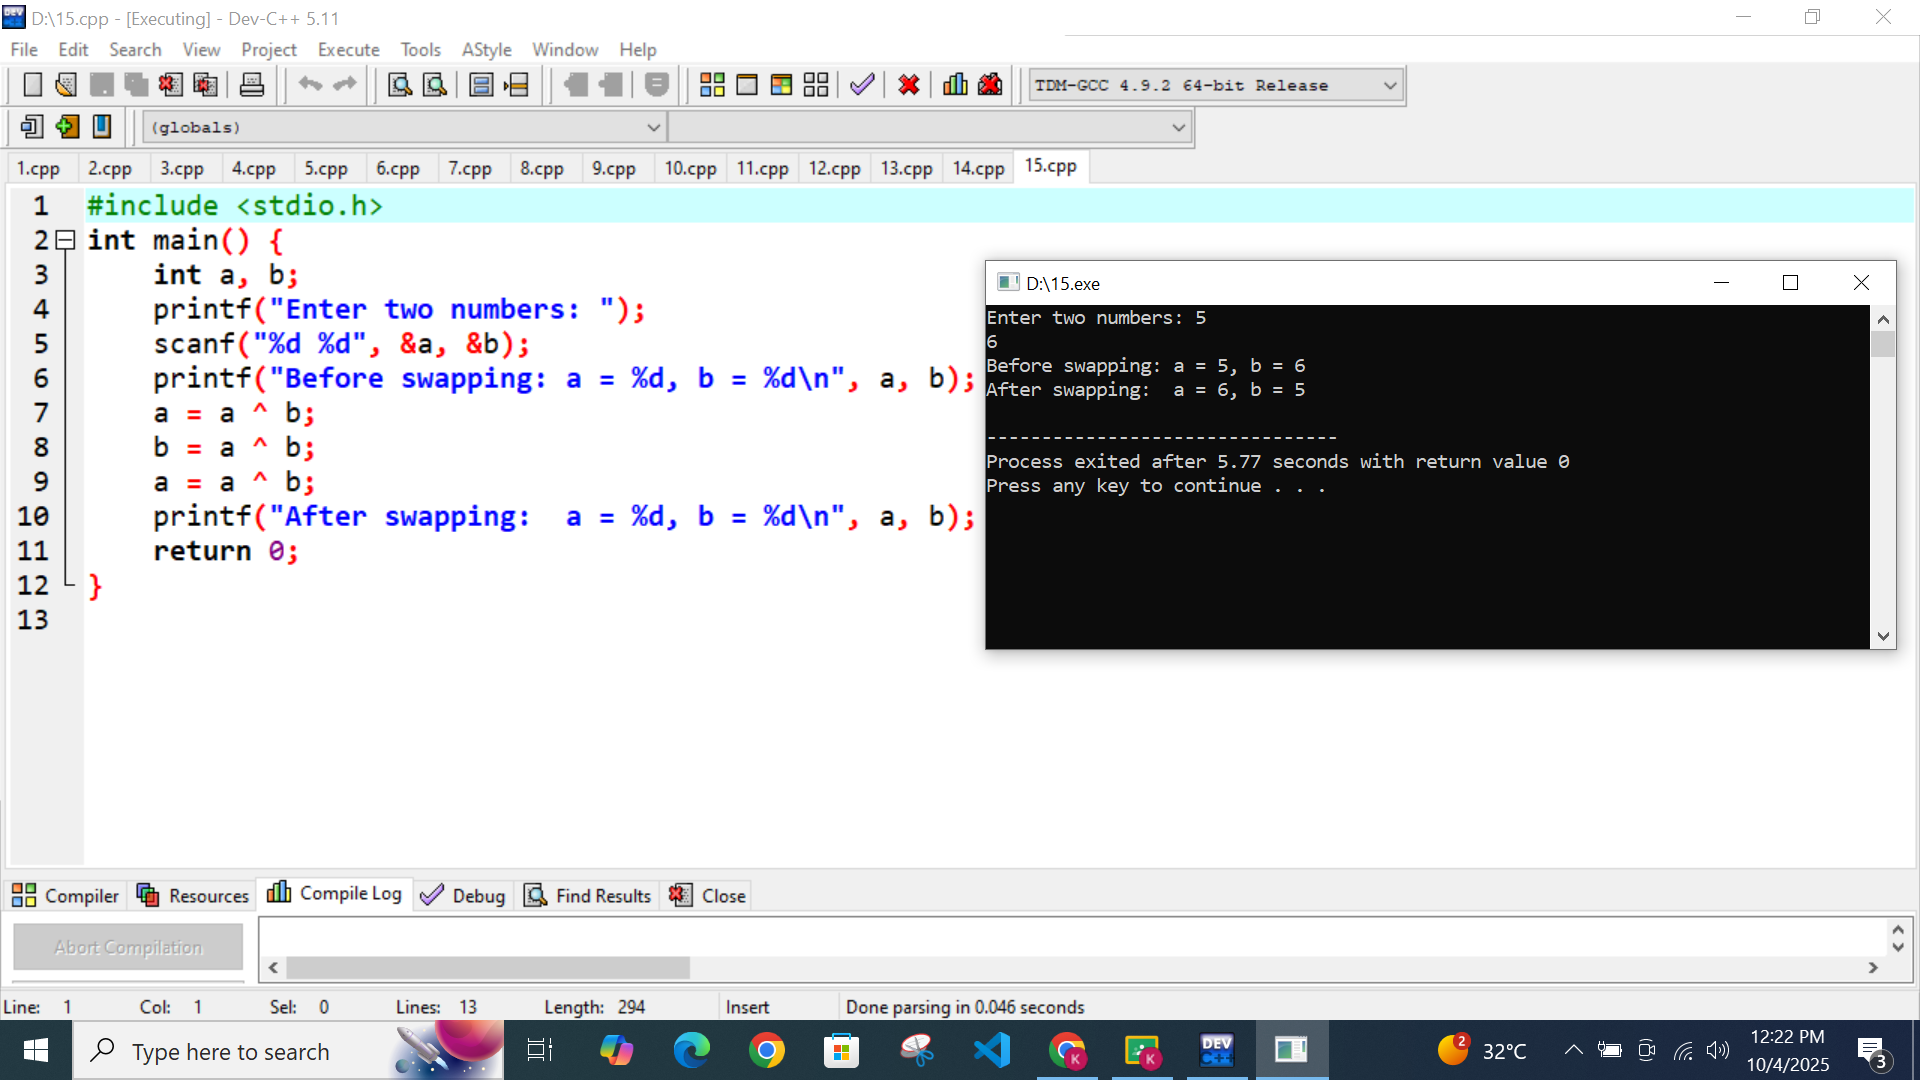 D:\15.cpp - [Executing] - Dev-C++ 5.11
File Edit Search View Project Execute Tools AStyle Window Help
TDM-GCC 4.9.2 64-bit Release
(globals)
1.cpp 2.cpp 3.cpp 4.cpp 5.cpp 6.cpp 7.cpp 8.cpp 9.cpp 10.cpp 11.cpp 12.cpp 13.cpp 14.cpp 15.cpp
1 #include <stdio.h>
2 int main() {
3     int a, b;
4     printf("Enter two numbers: ");
5     scanf("%d %d", &a, &b);
6     printf("Before swapping: a = %d, b = %d\n", a, b);
7     a = a ^ b;
8     b = a ^ b;
9     a = a ^ b;
10     printf("After swapping:  a = %d, b = %d\n", a, b);
11     return 0;
12 }
13
D:\15.exe
Enter two numbers: 5
6
Before swapping: a = 5, b = 6
After swapping:  a = 6, b = 5
--------------------------------
Process exited after 5.77 seconds with return value 0
Press any key to continue . . .
Compiler Resources Compile Log Debug Find Results Close
Abort Compilation
Line: 1 Col: 1 Sel: 0 Lines: 13 Length: 294 Insert Done parsing in 0.046 seconds
Type here to search
K
K
DEV
C++
2
32°C
12:22 PM
10/4/2025
3